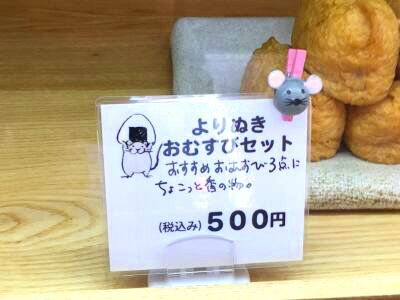 よりぬき
おむすびセット
おすすめおむすび3点に
ちょこっと香の物。
(税込み)500円